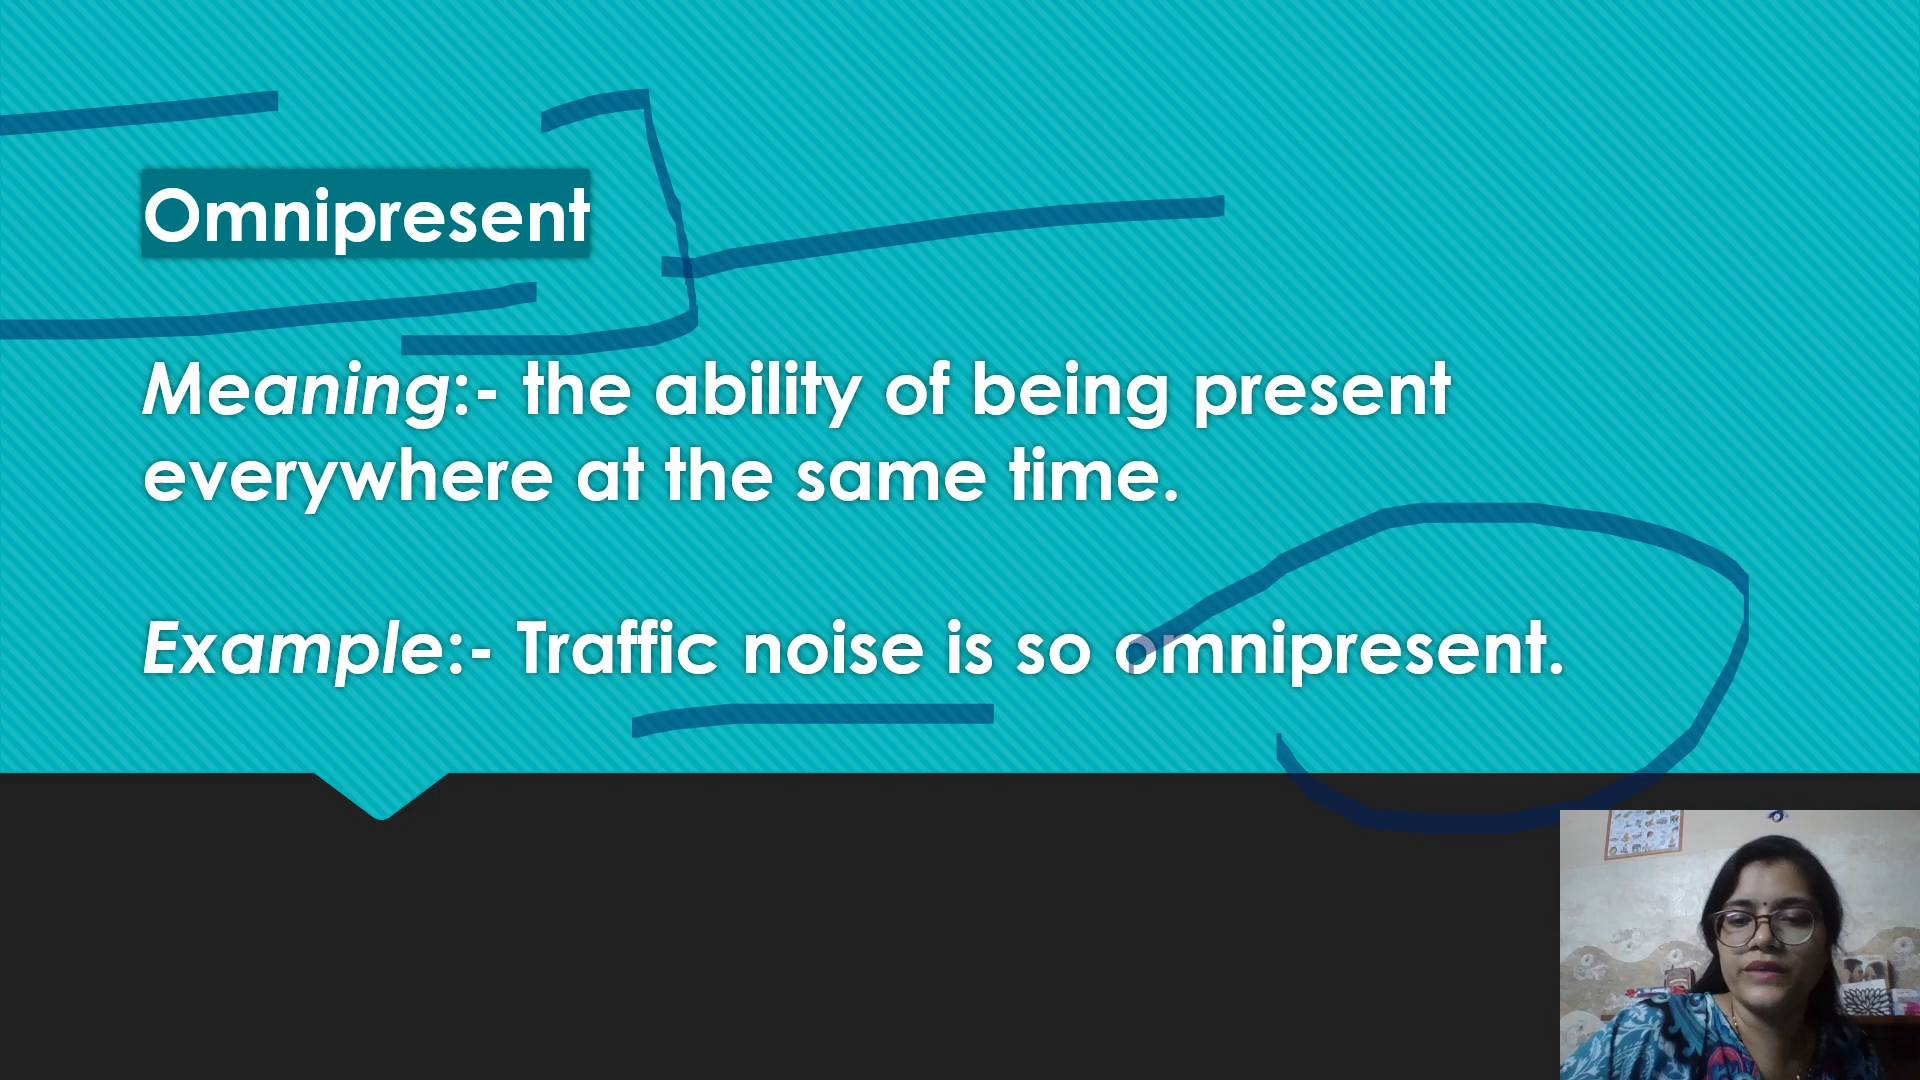 Omnipresent
Meaning:- the ability of being present
everywhere at the same time.
Example:- Traffic noise is so omnipresent.